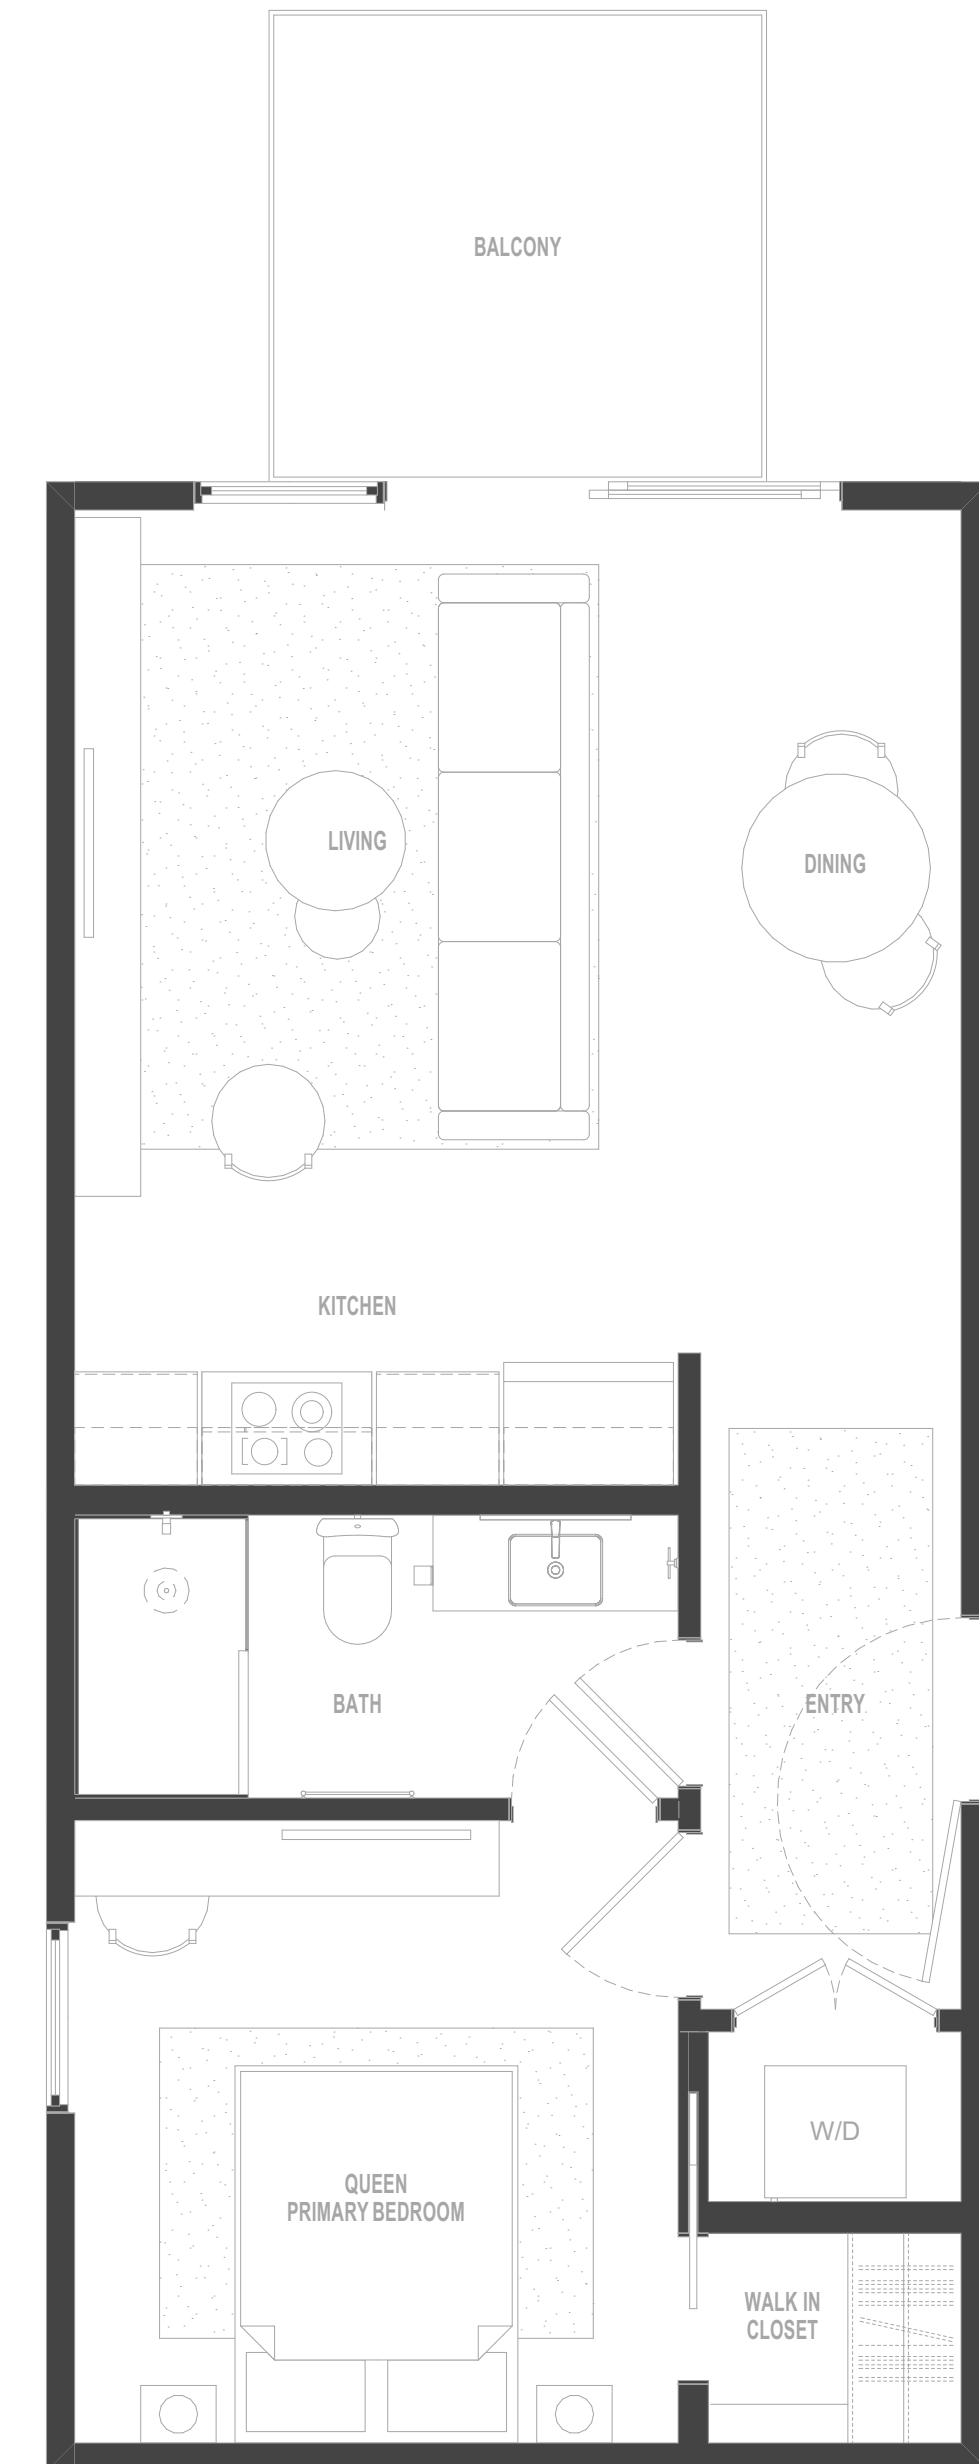 BALCONY
LIVING
DINING
KITCHEN
BATH
ENTRY
W/D
QUEEN
PRIMARY BEDROOM
WALK IN
CLOSET